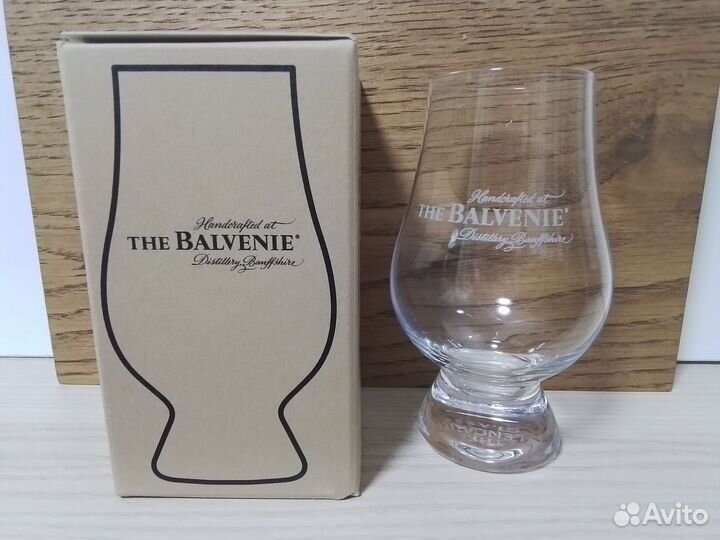 Handcrafted at
THE BALVENIE®
Distillery Banffshire
Handcrafted at
THE BALVENIE®
Distillery Banffshire
Avito